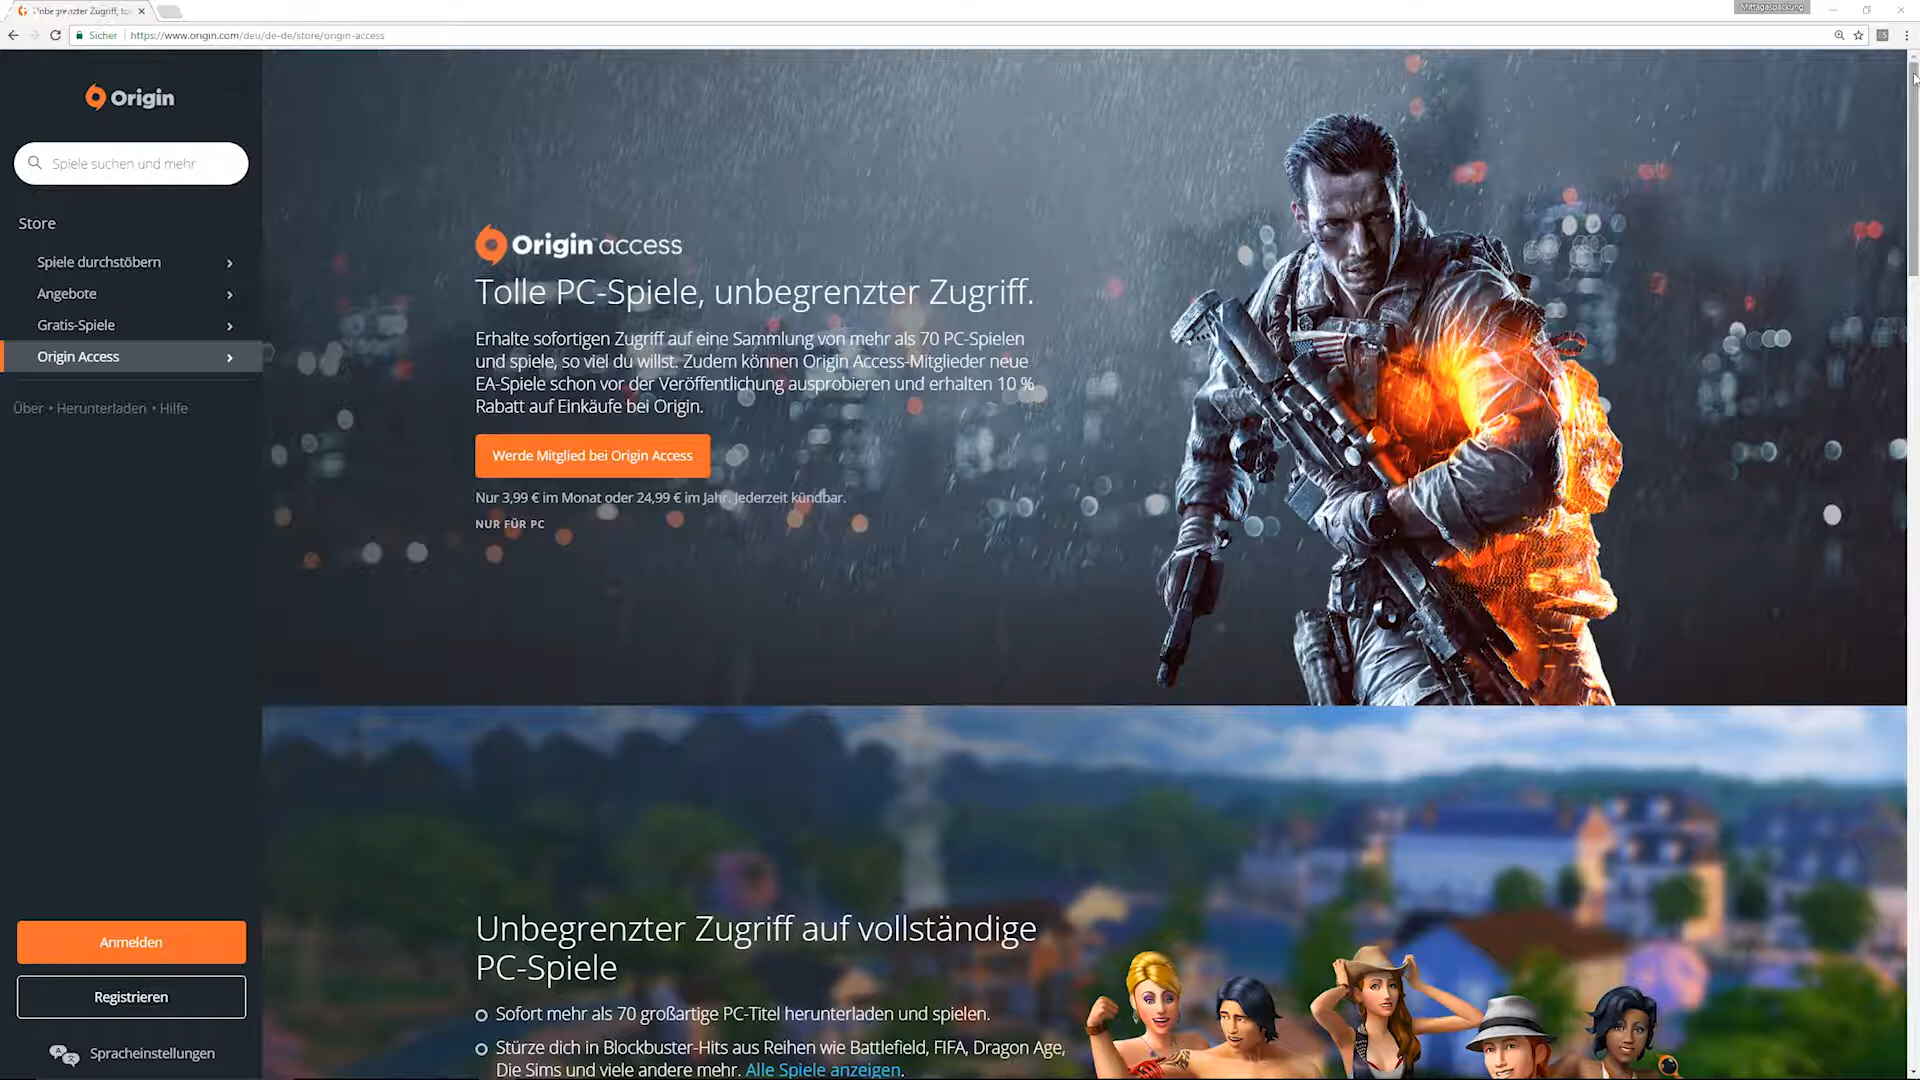 Unbegrenzter Zugriff, to
Mittagaspackung
Sicher
https://www.origin.com/deu/de-de/store/origin-access
Origin
Spiele suchen und mehr
Store
Spiele durchstöbern
Angebote
Gratis-Spiele
Origin Access
Über • Herunterladen • Hilfe
Anmelden
Registrieren
Spracheinstellungen
Origin access
Tolle PC-Spiele, unbegrenzter Zugriff.
Erhalte sofortigen Zugriff auf eine Sammlung von mehr als 70 PC-Spielen
und spiele, so viel du willst. Zudem können Origin Access-Mitglieder neue
EA-Spiele schon vor der Veröffentlichung ausprobieren und erhalten 10 %
Rabatt auf Einkäufe bei Origin.
Werde Mitglied bei Origin Access
Nur 3,99 € im Monat oder 24,99 € im Jahr. Jederzeit kündbar.
NUR FÜR PC
Unbegrenzter Zugriff auf vollständige
PC-Spiele
Sofort mehr als 70 großartige PC-Titel herunterladen und spielen.
Stürze dich in Blockbuster-Hits aus Reihen wie Battlefield, FIFA, Dragon Age,
Die Sims und viele andere mehr. Alle Spiele anzeigen.